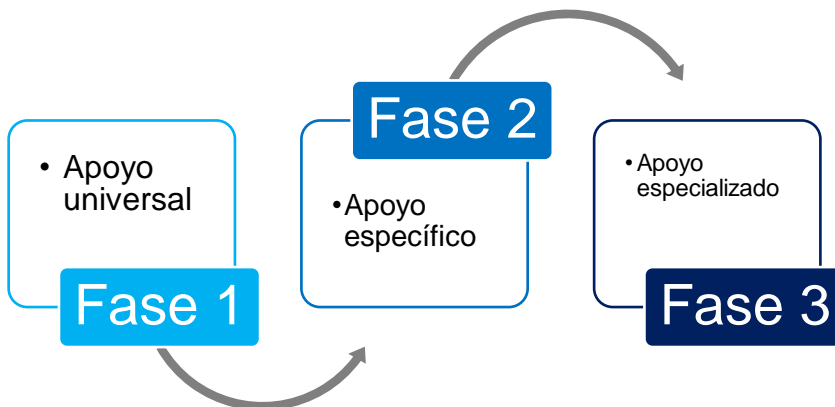 • Apoyo
universal
Fase 1
Fase 2
•Apoyo
específico
•Apoyo
especializado
Fase 3